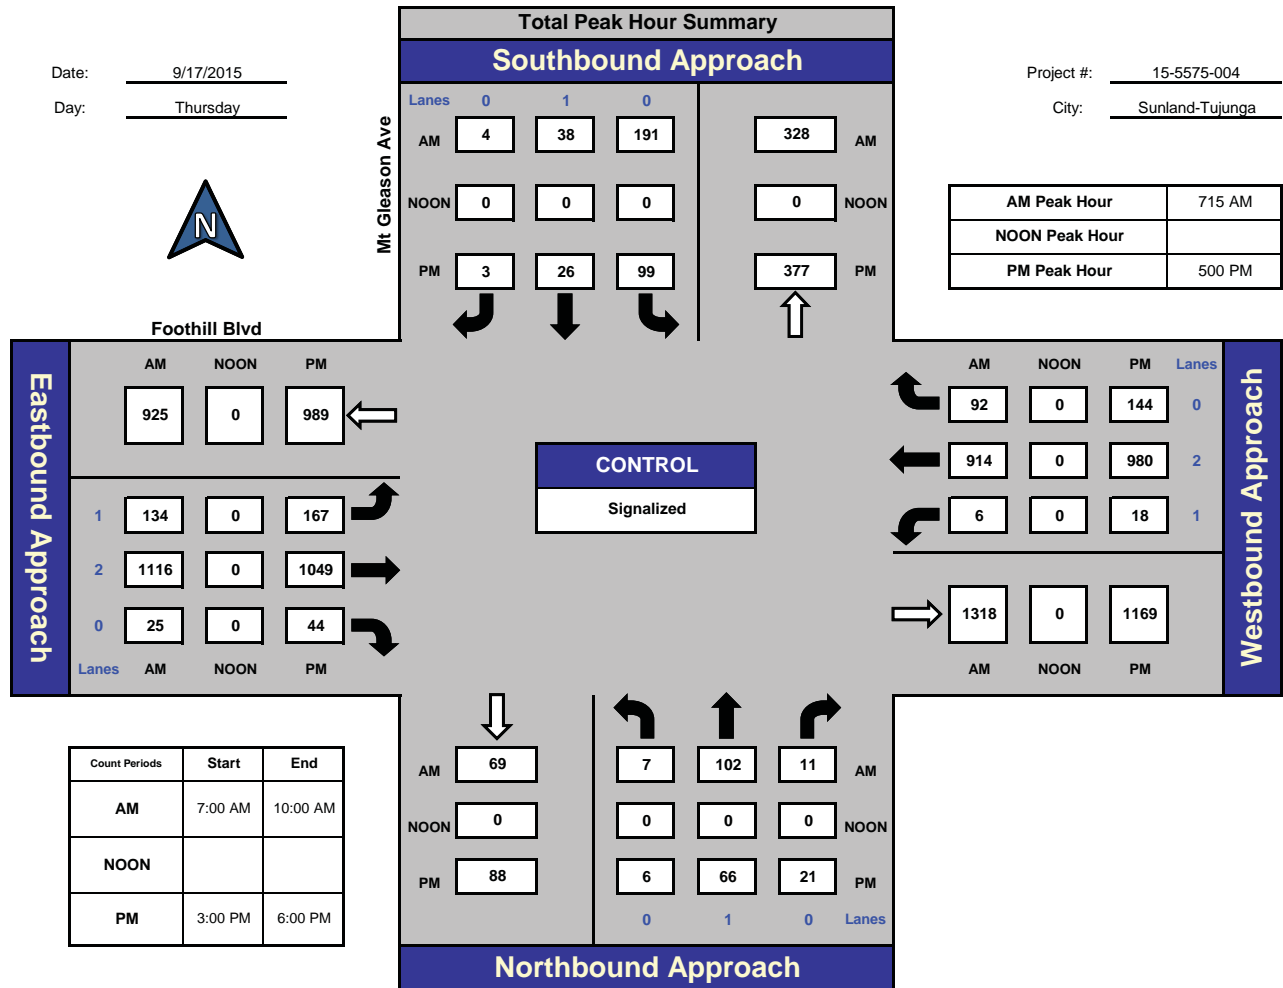 Total Peak Hour Summary
Southbound Approach
Date: 9/17/2015
Day: Thursday
Project #: 15-5575-004
City: Sunland-Tujunga
Mt Gleason Ave
Lanes 0 1 0
AM 4 38 191 328 AM
NOON 0 0 0 0 NOON
PM 3 26 99 377 PM
N
AM Peak Hour 715 AM
NOON Peak Hour
PM Peak Hour 500 PM
Foothill Blvd
Eastbound Approach
AM NOON PM
925 0 989
1 134 0 167
2 1116 0 1049
0 25 0 44
Lanes AM NOON PM
CONTROL
Signalized
Westbound Approach
AM NOON PM Lanes
92 0 144 0
914 0 980 2
6 0 18 1
1318 0 1169
AM NOON PM
Count Periods Start End
AM 7:00 AM 10:00 AM
NOON
PM 3:00 PM 6:00 PM
AM 69 7 102 11 AM
NOON 0 0 0 0 NOON
PM 88 6 66 21 PM
0 1 0 Lanes
Northbound Approach